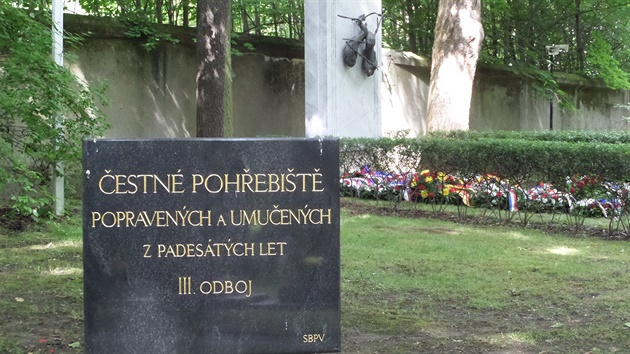 ČESTNÉ POHŘEBIŠTĚ
POPRAVENÝCH A UMUČENÝCH
Z PADESÁTÝCH LET
III. ODBOJ
SBPV